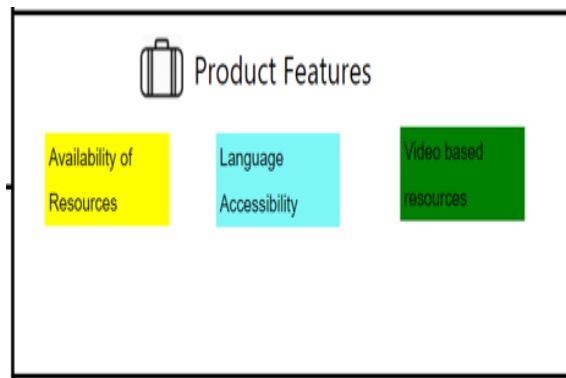 Product Features
Availability of
Resources
Language
Accessibility
Video based
resources